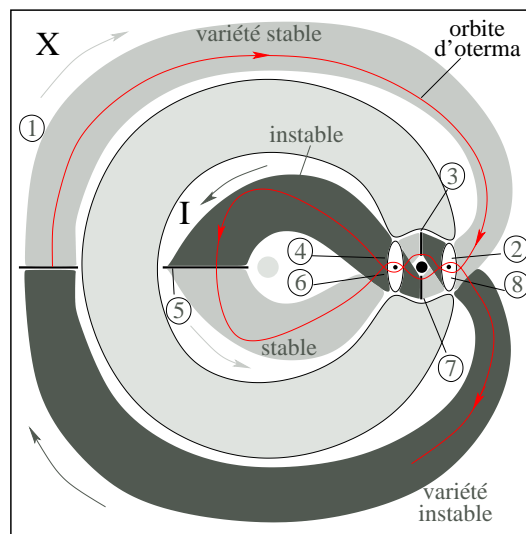 X
variété stable
orbite
d'oterma
1
instable
3
I
4
2
6
8
5
stable
7
variété
instable